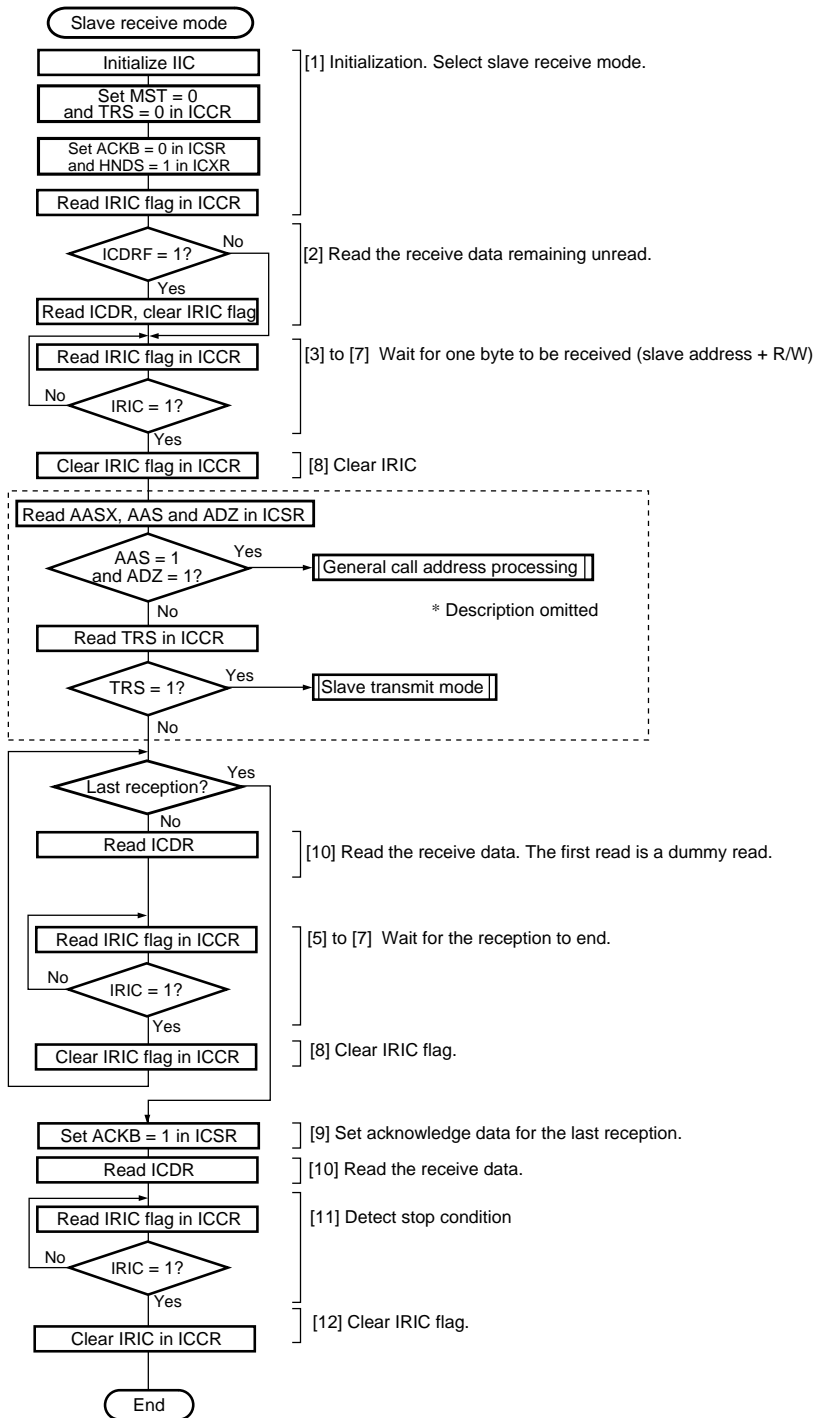 Slave receive mode
Initialize IIC
[1] Initialization. Select slave receive mode.
Set MST = 0
and TRS = 0 in ICCR
Set ACKB = 0 in ICSR
and HNDS = 1 in ICXR
Read IRIC flag in ICCR
ICDRF = 1?
No
[2] Read the receive data remaining unread.
Yes
Read ICDR, clear IRIC flag
Read IRIC flag in ICCR
[3] to [7] Wait for one byte to be received (slave address + R/W)
No
IRIC = 1?
Yes
Clear IRIC flag in ICCR
[8] Clear IRIC
Read AASX, AAS and ADZ in ICSR
AAS = 1
and ADZ = 1?
Yes
General call address processing
No
* Description omitted
Read TRS in ICCR
TRS = 1?
Yes
Slave transmit mode
No
Last reception?
Yes
No
Read ICDR
[10] Read the receive data. The first read is a dummy read.
Read IRIC flag in ICCR
[5] to [7] Wait for the reception to end.
No
IRIC = 1?
Yes
Clear IRIC flag in ICCR
[8] Clear IRIC flag.
Set ACKB = 1 in ICSR
[9] Set acknowledge data for the last reception.
Read ICDR
[10] Read the receive data.
Read IRIC flag in ICCR
[11] Detect stop condition
No
IRIC = 1?
Yes
Clear IRIC in ICCR
[12] Clear IRIC flag.
End